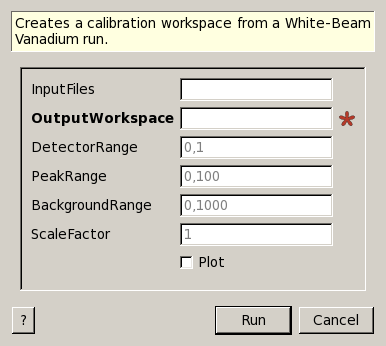 Creates a calibration workspace from a White-Beam
Vanadium run.
InputFiles
OutputWorkspace *
DetectorRange 0,1
PeakRange 0,100
BackgroundRange 0,1000
ScaleFactor 1
Plot
? Run Cancel